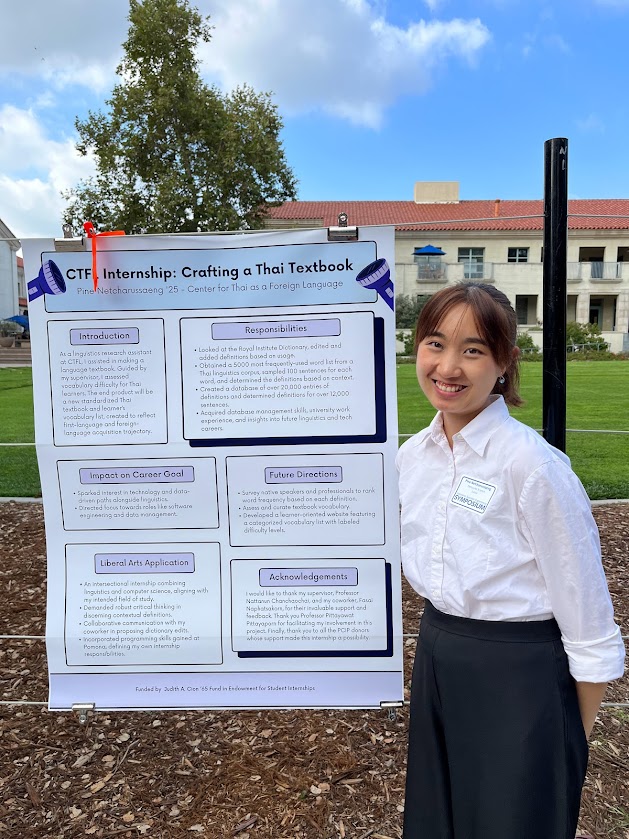 CTFL Internship: Crafting a Thai Textbook
Pine Netcharussaeng '25 - Center for Thai as a Foreign Language
Introduction
As a linguistics research assistant
at CTFL, I assisted in making a
language textbook. Guided by
my supervisor, I assessed
vocabulary difficulty for Thai
learners. The end product will be
a new standardized Thai
textbook and learner's
vocabulary list, created to reflect
first-language and foreign-
language acquisition trajectory.
Responsibilities
• Looked at the Royal Institute Dictionary, edited and
added definitions based on usage.
• Obtained a 5000 most frequently-used word list from a
Thai linguistics corpus, sampled 100 sentences for
each word, and determined the definitions based on context.
• Created a database of over 20,000 entries of
definitions and determined definitions for over 12,000
sentences.
• Acquired database management skills, university work
experience, and insights into future linguistics and tech
careers.
Impact on Career Goal
• Sparked interest in technology and data-
driven paths alongside linguistics.
• Directed focus towards roles like software
engineering and data management.
Future Directions
• Survey native speakers and professionals to rank
word frequency based on each definition.
• Assess and curate textbook vocabulary.
• Developed a learner-oriented website featuring
a categorized vocabulary list with labeled
difficulty levels.
Liberal Arts Application
• An intersectional internship combining
linguistics and computer science, aligning with
my intended field of study.
• Demanded robust critical thinking in
discerning contextual definitions.
• Collaborative communication with my
coworker in proposing dictionary edits.
• Incorporated programming skills gained at
Pomona, defining my own internship
responsibilities.
Acknowledgements
I would like to thank my supervisor, Professor
Nattanun Chanchaochai, and my coworker, Fasai
Naphatsakorn, for their invaluable support and
feedback. Thank you Professor Pittayawat
Pittayaporn for facilitating my involvement in this
project. Finally, thank you to all the PCIP donors
whose support made this internship a possibility.
Funded by Judith A. Cion '65 Fund in Endowment for Student Internships
SYMPOSIUM